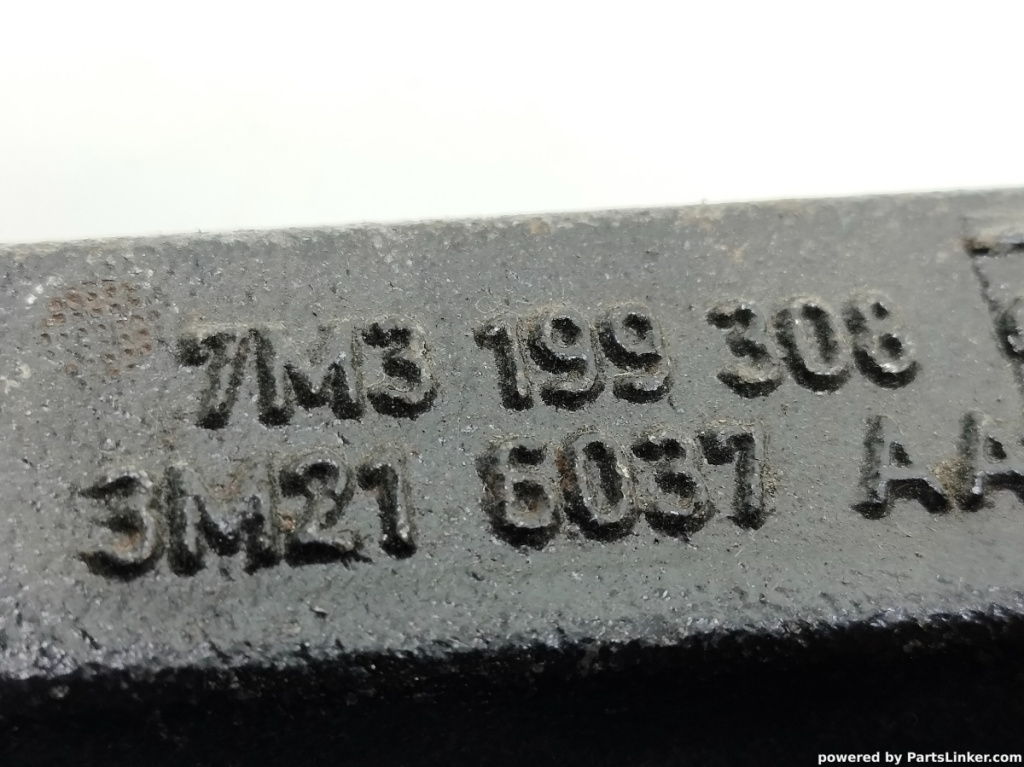 7M3 199 308
3M21 6037 AA
powered by PartsLinker.com